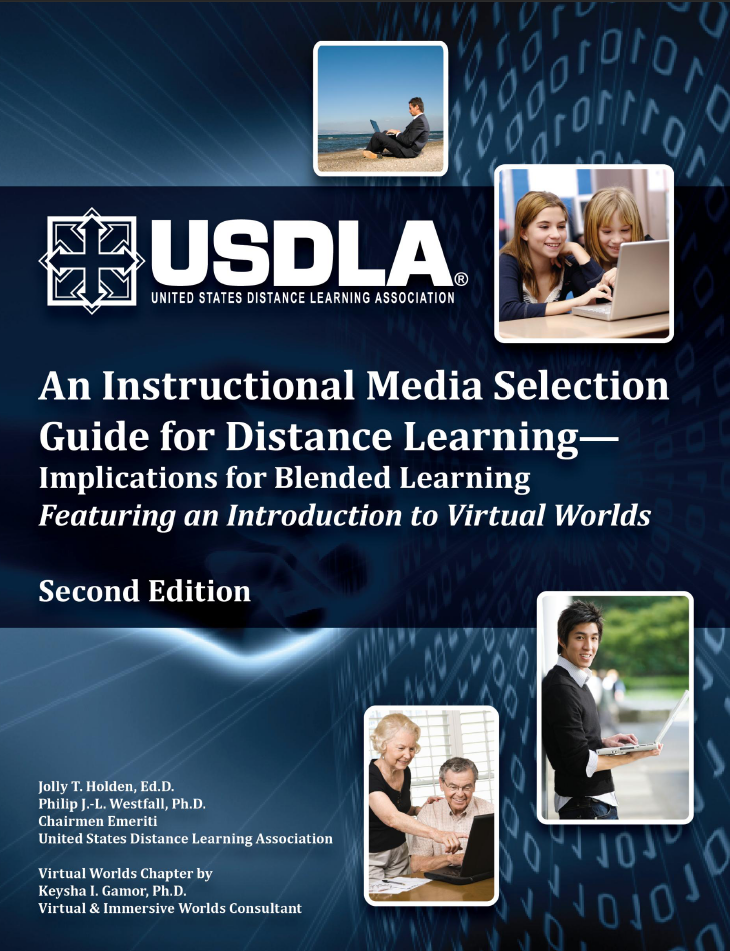 USDLA®
UNITED STATES DISTANCE LEARNING ASSOCIATION
An Instructional Media Selection
Guide for Distance Learning—
Implications for Blended Learning
Featuring an Introduction to Virtual Worlds
Second Edition
Jolly T. Holden, Ed.D.
Philip J.-L. Westfall, Ph.D.
Chairmen Emeriti
United States Distance Learning Association
Virtual Worlds Chapter by
Keysha I. Gamor, Ph.D.
Virtual & Immersive Worlds Consultant